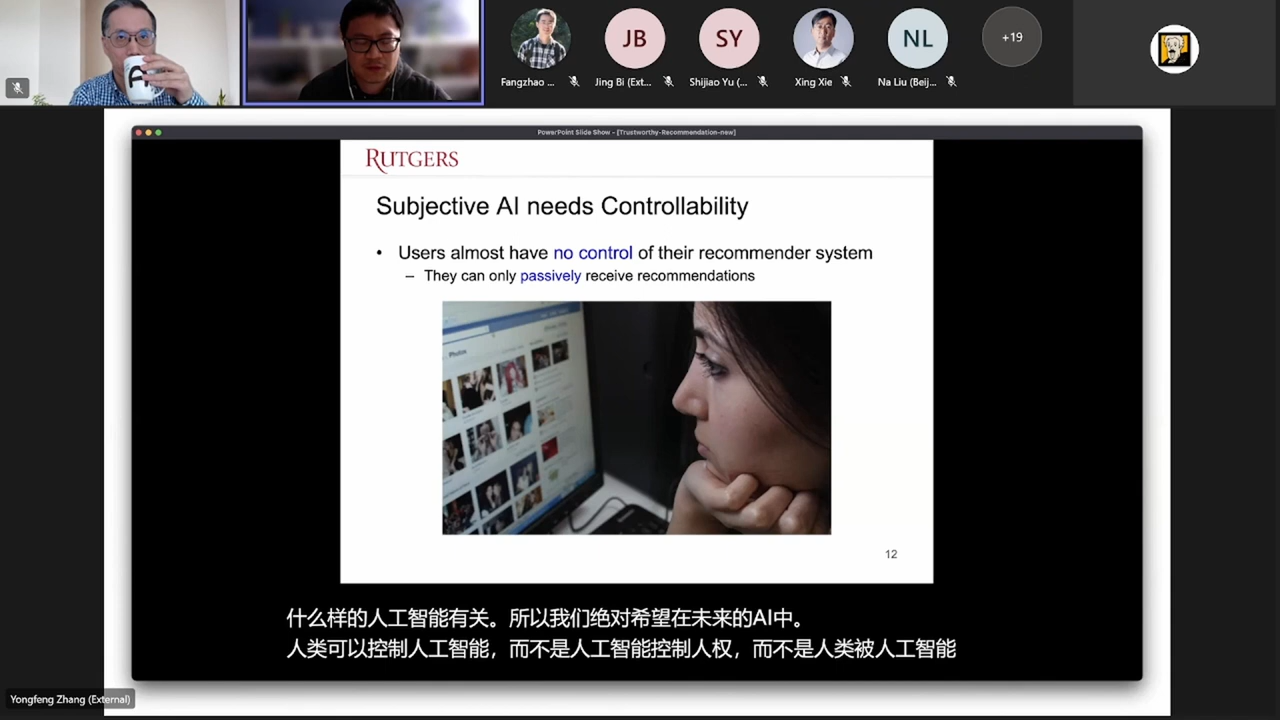 A
JB
SY
NL
+19
Fangzhao ...
Jing Bi (Ext...
Shijiao Yu (...
Xing Xie
Na Liu (Beij...
PowerPoint Slide Show - [Trustworthy-Recommendation-new]
RUTGERS
Subjective AI needs Controllability
• Users almost have no control of their recommender system
– They can only passively receive recommendations
Photos
12
什么样的人工智能有关。所以我们绝对希望在未来的AI中。
人类可以控制人工智能，而不是人工智能控制人权，而不是人类被人工智能
Yongfeng Zhang (External)